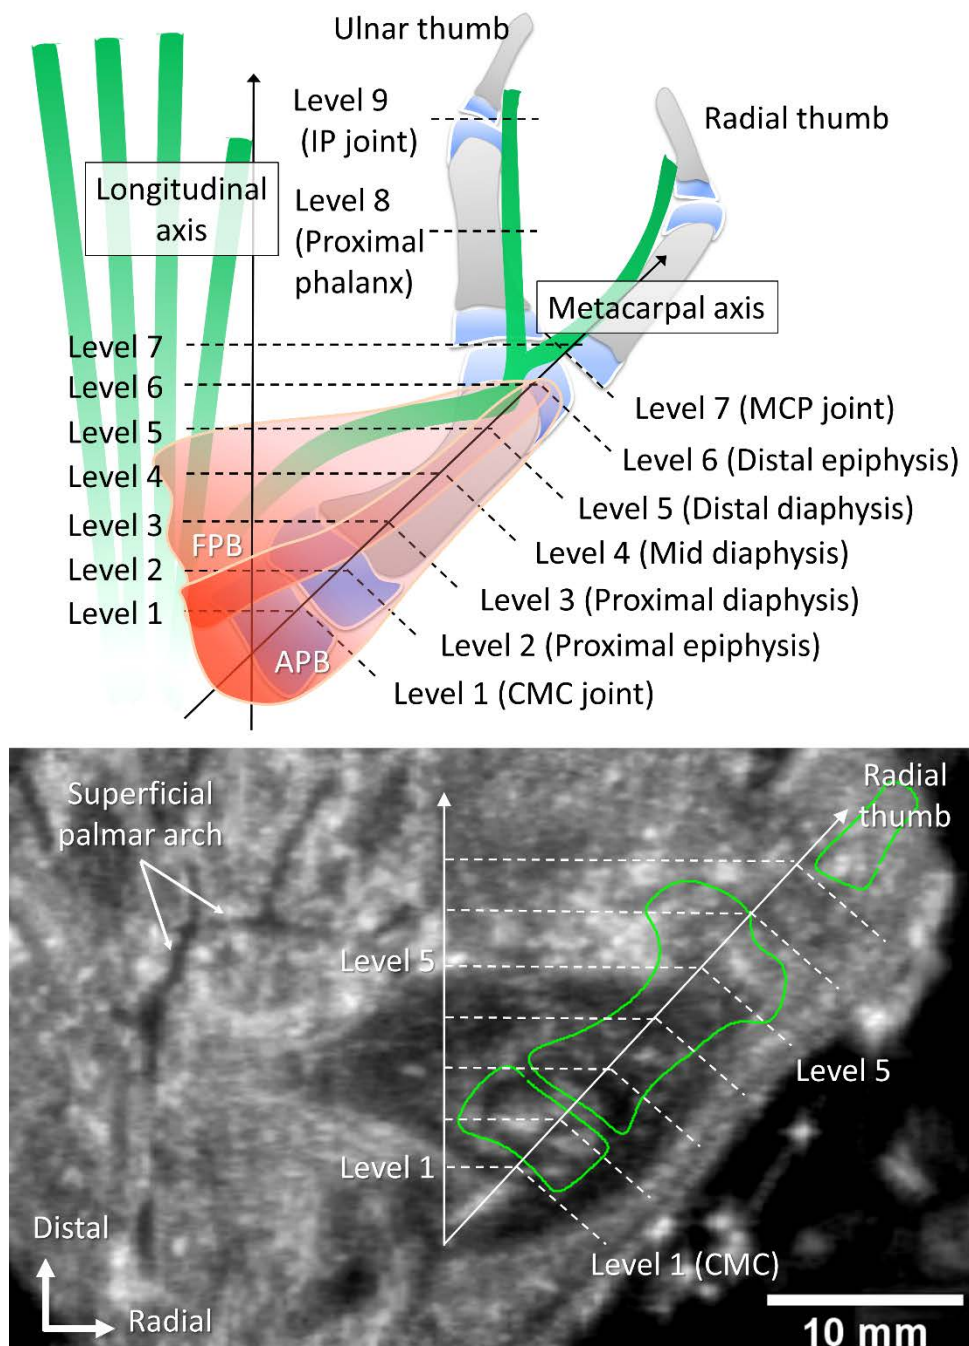 Ulnar thumb
Level 9
(IP joint)
Radial thumb
Longitudinal
axis
Level 8
(Proximal
phalanx)
Metacarpal axis
Level 7
Level 6
Level 5
Level 4
Level 3
FPB
Level 2
Level 1
APB
Level 7 (MCP joint)
Level 6 (Distal epiphysis)
Level 5 (Distal diaphysis)
Level 4 (Mid diaphysis)
Level 3 (Proximal diaphysis)
Level 2 (Proximal epiphysis)
Level 1 (CMC joint)
Superficial
palmar arch
Radial
thumb
Level 5
Level 5
Level 1
Level 1 (CMC)
Distal
Radial
10 mm